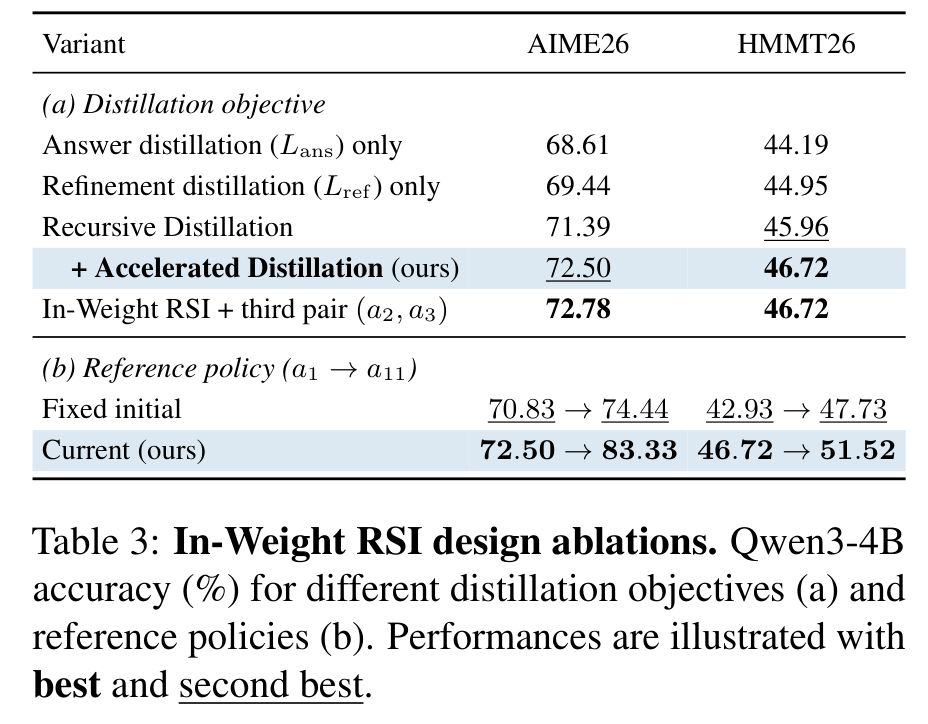 Variant AIME26 HMMT26
(a) Distillation objective
Answer distillation (L_ans) only 68.61 44.19
Refinement distillation (L_ref) only 69.44 44.95
Recursive Distillation 71.39 45.96
+ Accelerated Distillation (ours) 72.50 46.72
In-Weight RSI + third pair (a₂, a₃) 72.78 46.72
(b) Reference policy (a₁ → a₁₁)
Fixed initial 70.83 → 74.44 42.93 → 47.73
Current (ours) 72.50 → 83.33 46.72 → 51.52
Table 3: In-Weight RSI design ablations. Qwen3-4B
accuracy (%) for different distillation objectives (a) and
reference policies (b). Performances are illustrated with
best and second best.